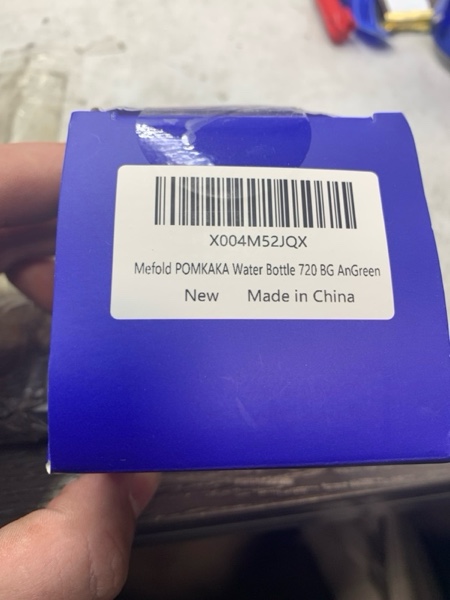 X004M52JQX
Mefold POMKAKA Water Bottle 720 BG AnGreen
New Made in China